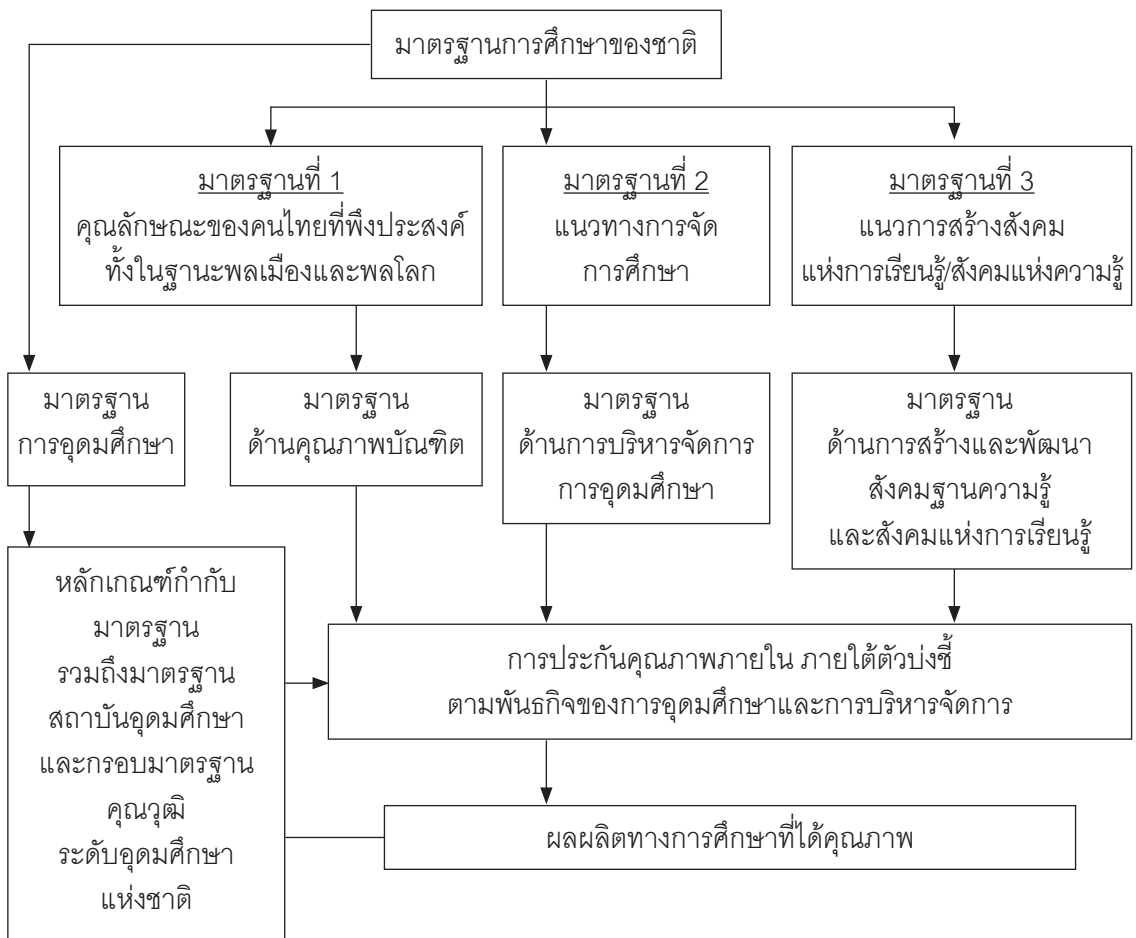 มาตรฐานการศึกษาของชาติ
มาตรฐานที่ 1
คุณลักษณะของคนไทยที่พึงประสงค์
ทั้งในฐานะพลเมืองและพลโลก
มาตรฐานที่ 2
แนวทางการจัด
การศึกษา
มาตรฐานที่ 3
แนวการสร้างสังคม
แห่งการเรียนรู้/สังคมแห่งความรู้
มาตรฐาน
การอุดมศึกษา
มาตรฐาน
ด้านคุณภาพบัณฑิต
มาตรฐาน
ด้านการบริหารจัดการ
การอุดมศึกษา
มาตรฐาน
ด้านการสร้างและพัฒนา
สังคมฐานความรู้
และสังคมแห่งการเรียนรู้
หลักเกณฑ์กำกับ
มาตรฐาน
รวมถึงมาตรฐาน
สถาบันอุดมศึกษา
และกรอบมาตรฐาน
คุณวุฒิ
ระดับอุดมศึกษา
แห่งชาติ
การประกันคุณภาพภายใน ภายใต้ตัวบ่งชี้
ตามพันธกิจของการอุดมศึกษาและการบริหารจัดการ
ผลผลิตทางการศึกษาที่ได้คุณภาพ